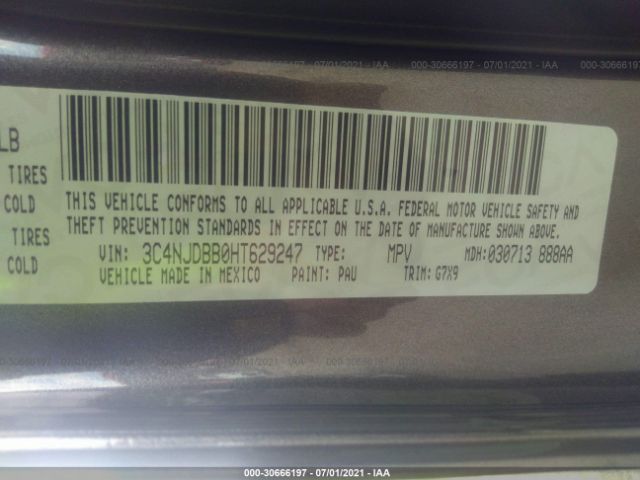 000-30666197 - 07/01/2021 - IAA
LB
TIRES
COLD
TIRES
COLD
THIS VEHICLE CONFORMS TO ALL APPLICABLE U.S.A. FEDERAL MOTOR VEHICLE SAFETY AND
THEFT PREVENTION STANDARDS IN EFFECT ON THE DATE OF MANUFACTURE SHOWN ABOVE.
VIN: 3C4NJDBB0HT629247 TYPE: MPV MDH:030713 888AA
VEHICLE MADE IN MEXICO PAINT: PAU TRIM: G7X9
000-30666197 - 07/01/2021 - IAA